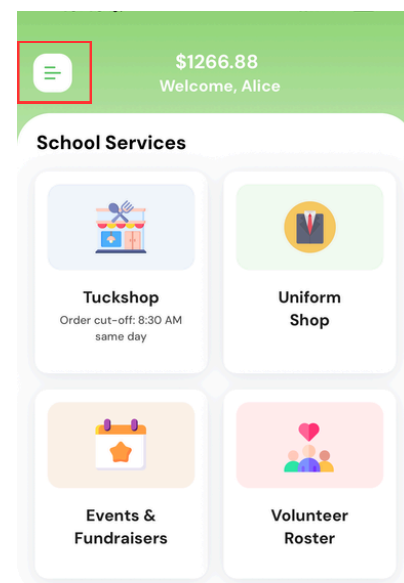 $1266.88
Welcome, Alice
School Services
Tuckshop
Order cut-off: 8:30 AM
same day
Uniform
Shop
Events &
Fundraisers
Volunteer
Roster